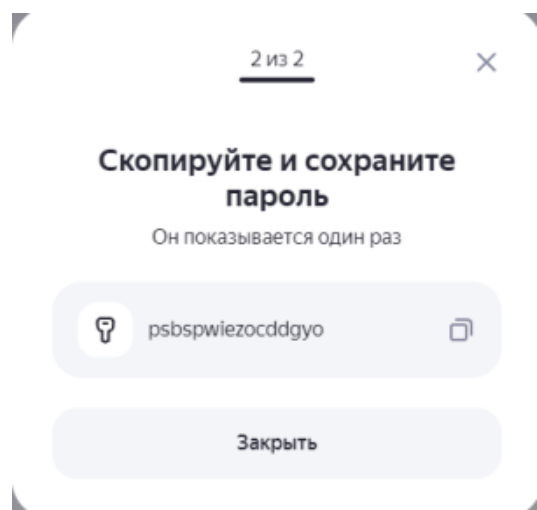 2 из 2
Скопируйте и сохраните
пароль
Он показывается один раз
psbspwiezocddgyo
Закрыть